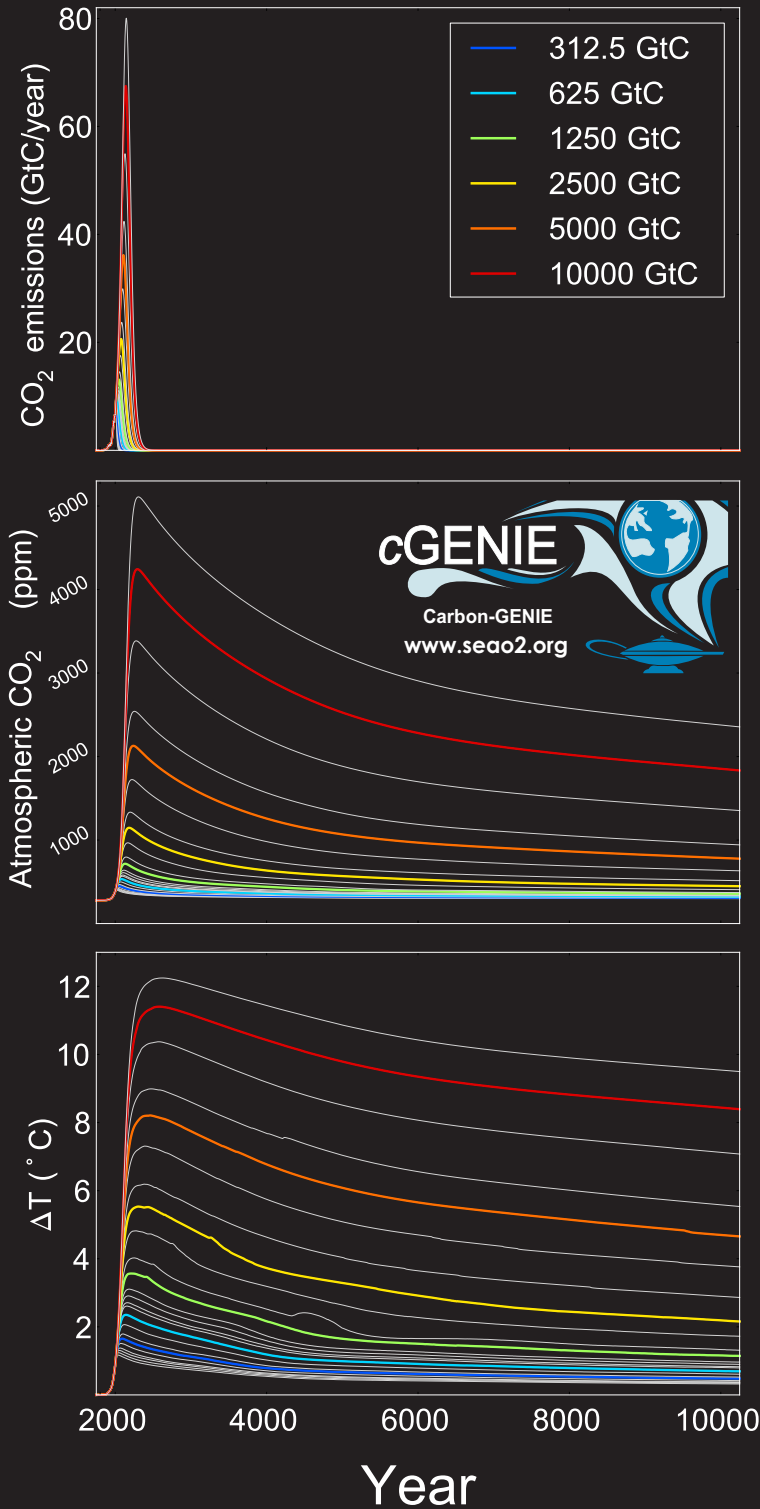 CO₂ emissions (GtC/year)
80
60
40
20
312.5 GtC
625 GtC
1250 GtC
2500 GtC
5000 GtC
10000 GtC
Atmospheric CO₂ (ppm)
5000
4000
3000
2000
1000
cGENIE
Carbon-GENIE
www.seao2.org
ΔT (°C)
12
10
8
6
4
2
2000 4000 6000 8000 10000
Year